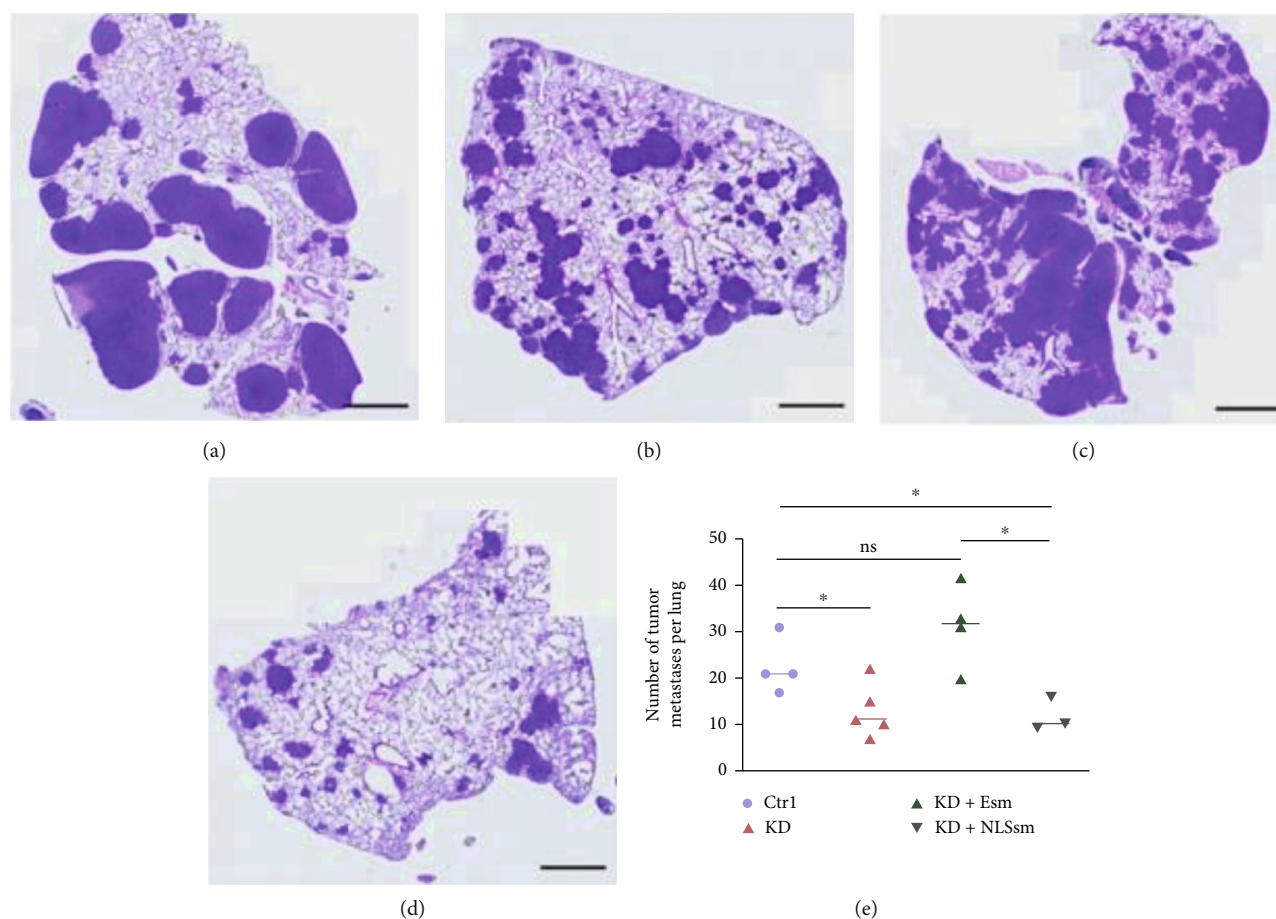 (a)
(b)
(c)
(d)
Number of tumor
metastases per lung
50
40
30
20
10
0
*
ns
*
*
Ctr1
KD
KD + Esm
KD + NLSsm
(e)